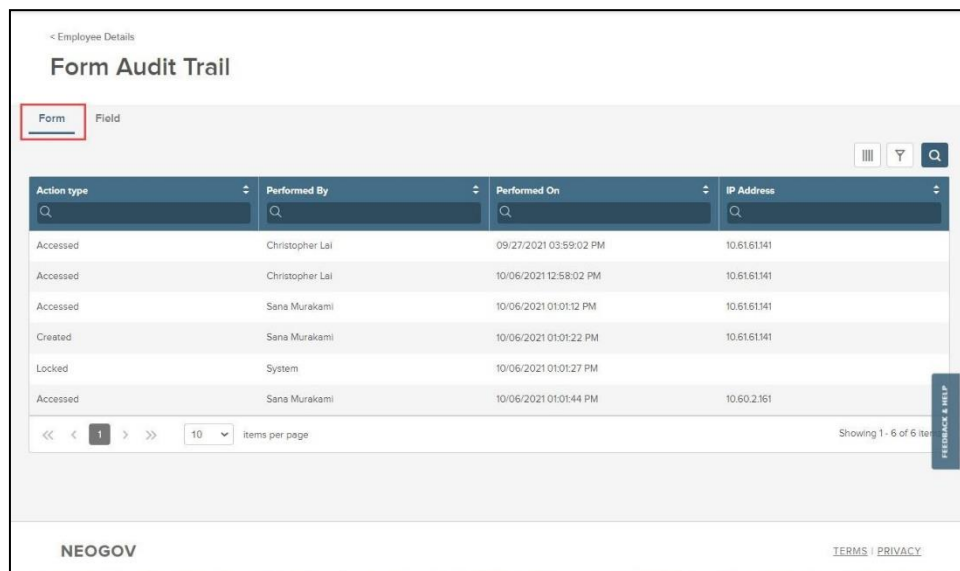 < Employee Details
Form Audit Trail
Form Field
Action type Performed By Performed On IP Address
Accessed Christopher Lai 09/27/2021 03:59:02 PM 10.61.61.141
Accessed Christopher Lai 10/06/2021 12:58:02 PM 10.61.61.141
Accessed Sana Murakami 10/06/2021 01:01:12 PM 10.61.61.141
Created Sana Murakami 10/06/2021 01:01:22 PM 10.61.61.141
Locked System 10/06/2021 01:01:27 PM
Accessed Sana Murakami 10/06/2021 01:01:44 PM 10.60.2.161
<< < 1 > >> 10 items per page Showing 1 - 6 of 6
FEEDBACK & HELP
NEOGOV TERMS | PRIVACY